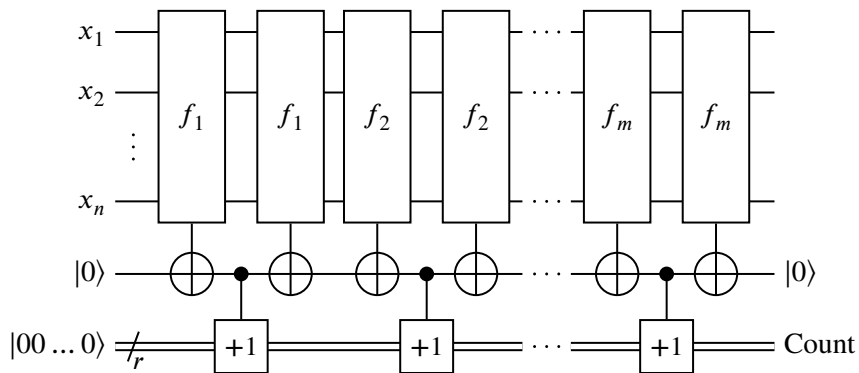 x₁
x₂
⋮
xₙ
|0⟩
|00 … 0⟩
r
f₁ f₁ f₂ f₂ ··· fₘ fₘ
···
···
···
+1 +1 ··· +1
|0⟩
Count